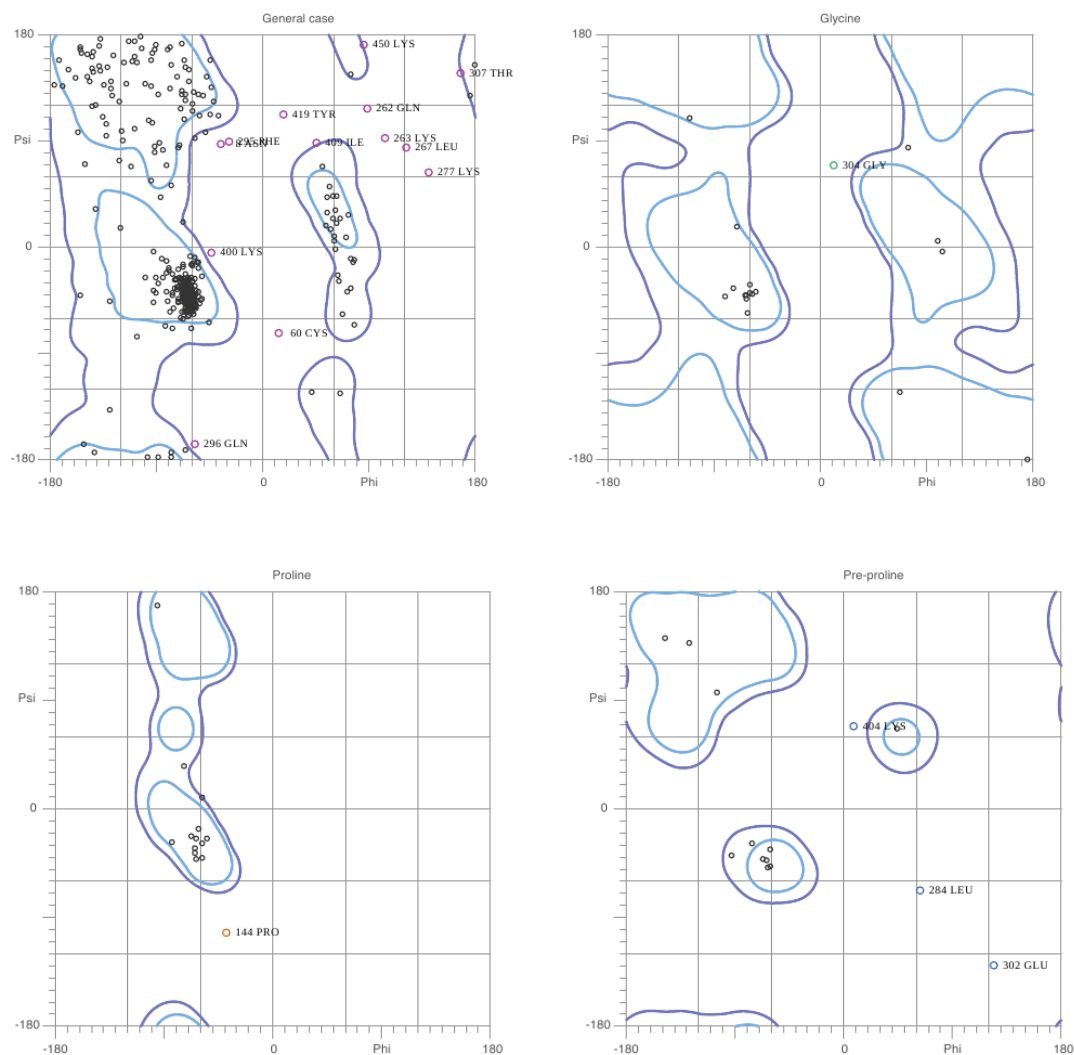 General case
Glycine
180
450 LYS
307 THR
262 GLN
419 TYR
Psi
295 PHE
8 ASN
409 ILE
263 LYS
267 LEU
277 LYS
0
400 LYS
60 CYS
296 GLN
-180
-180
0
Phi
180
180
Psi
304 GLY
0
-180
-180
0
Phi
180
Proline
Pre-proline
180
Psi
0
144 PRO
-180
-180
0
Phi
180
180
Psi
404 LYS
0
284 LEU
302 GLU
-180
-180
0
Phi
180